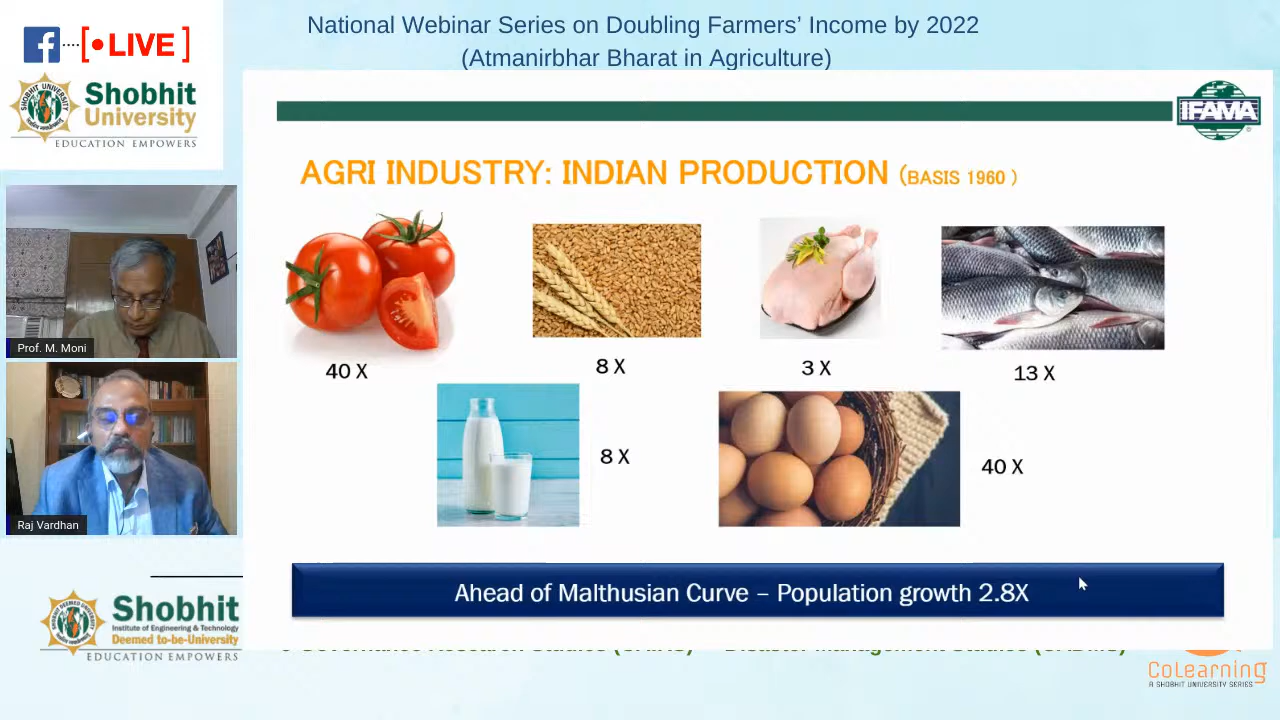 National Webinar Series on Doubling Farmers' Income by 2022
(Atmanirbhar Bharat in Agriculture)
[•LIVE]
SHOBHIT UNIVERSITY
Shobhit
University
EDUCATION EMPOWERS
IFAMA
AGRI INDUSTRY: INDIAN PRODUCTION (BASIS 1960 )
40 X
8 X
3 X
13 X
8 X
40 X
Prof. M. Moni
Raj Vardhan
Ahead of Malthusian Curve – Population growth 2.8X
Shobhit
Institute of Engineering & Technology
Deemed to-be-University
EDUCATION EMPOWERS
CoLearning
A SHOBHIT UNIVERSITY SERIES